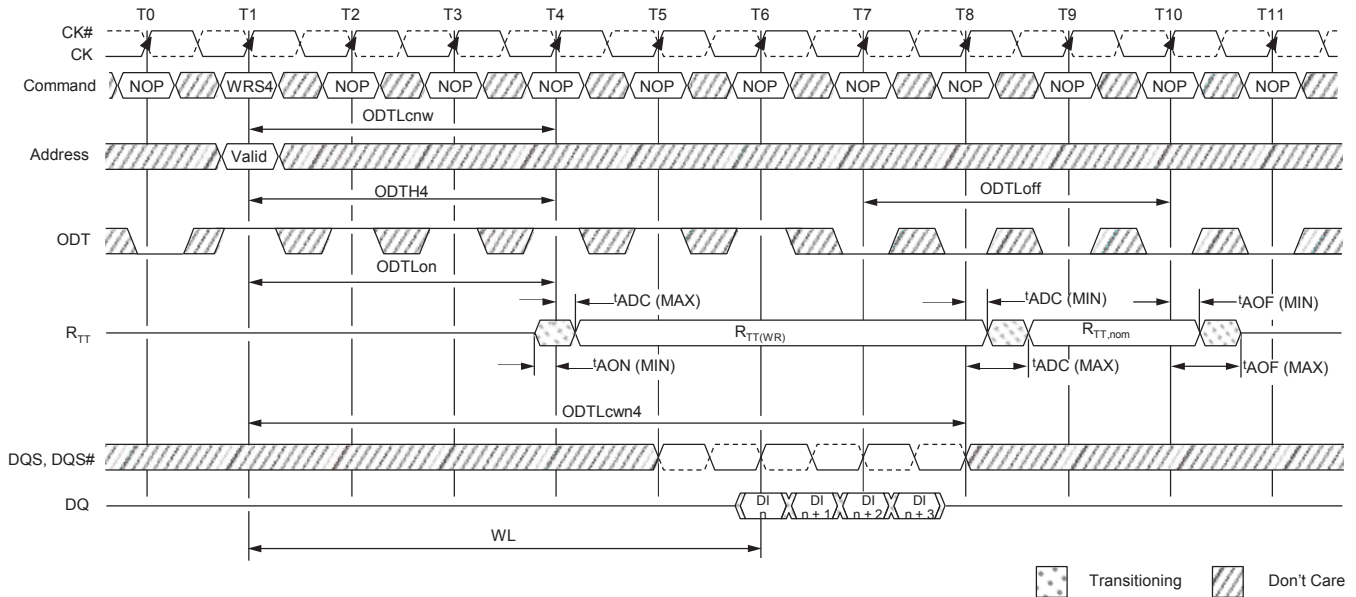 T0 T1 T2 T3 T4 T5 T6 T7 T8 T9 T10 T11
CK#
CK
Command NOP WRS4 NOP NOP NOP NOP NOP NOP NOP NOP NOP NOP
ODTLcnw
Address Valid
ODTH4 ODTLoff
ODT
ODTLon
tADC (MAX) tADC (MIN) tAOF (MIN)
RTT RTT(WR) RTT,nom
tAON (MIN) tADC (MAX) tAOF (MAX)
ODTLcwn4
DQS, DQS#
DQ DI n DI n + 1 DI n + 2 DI n + 3
WL
Transitioning Don't Care